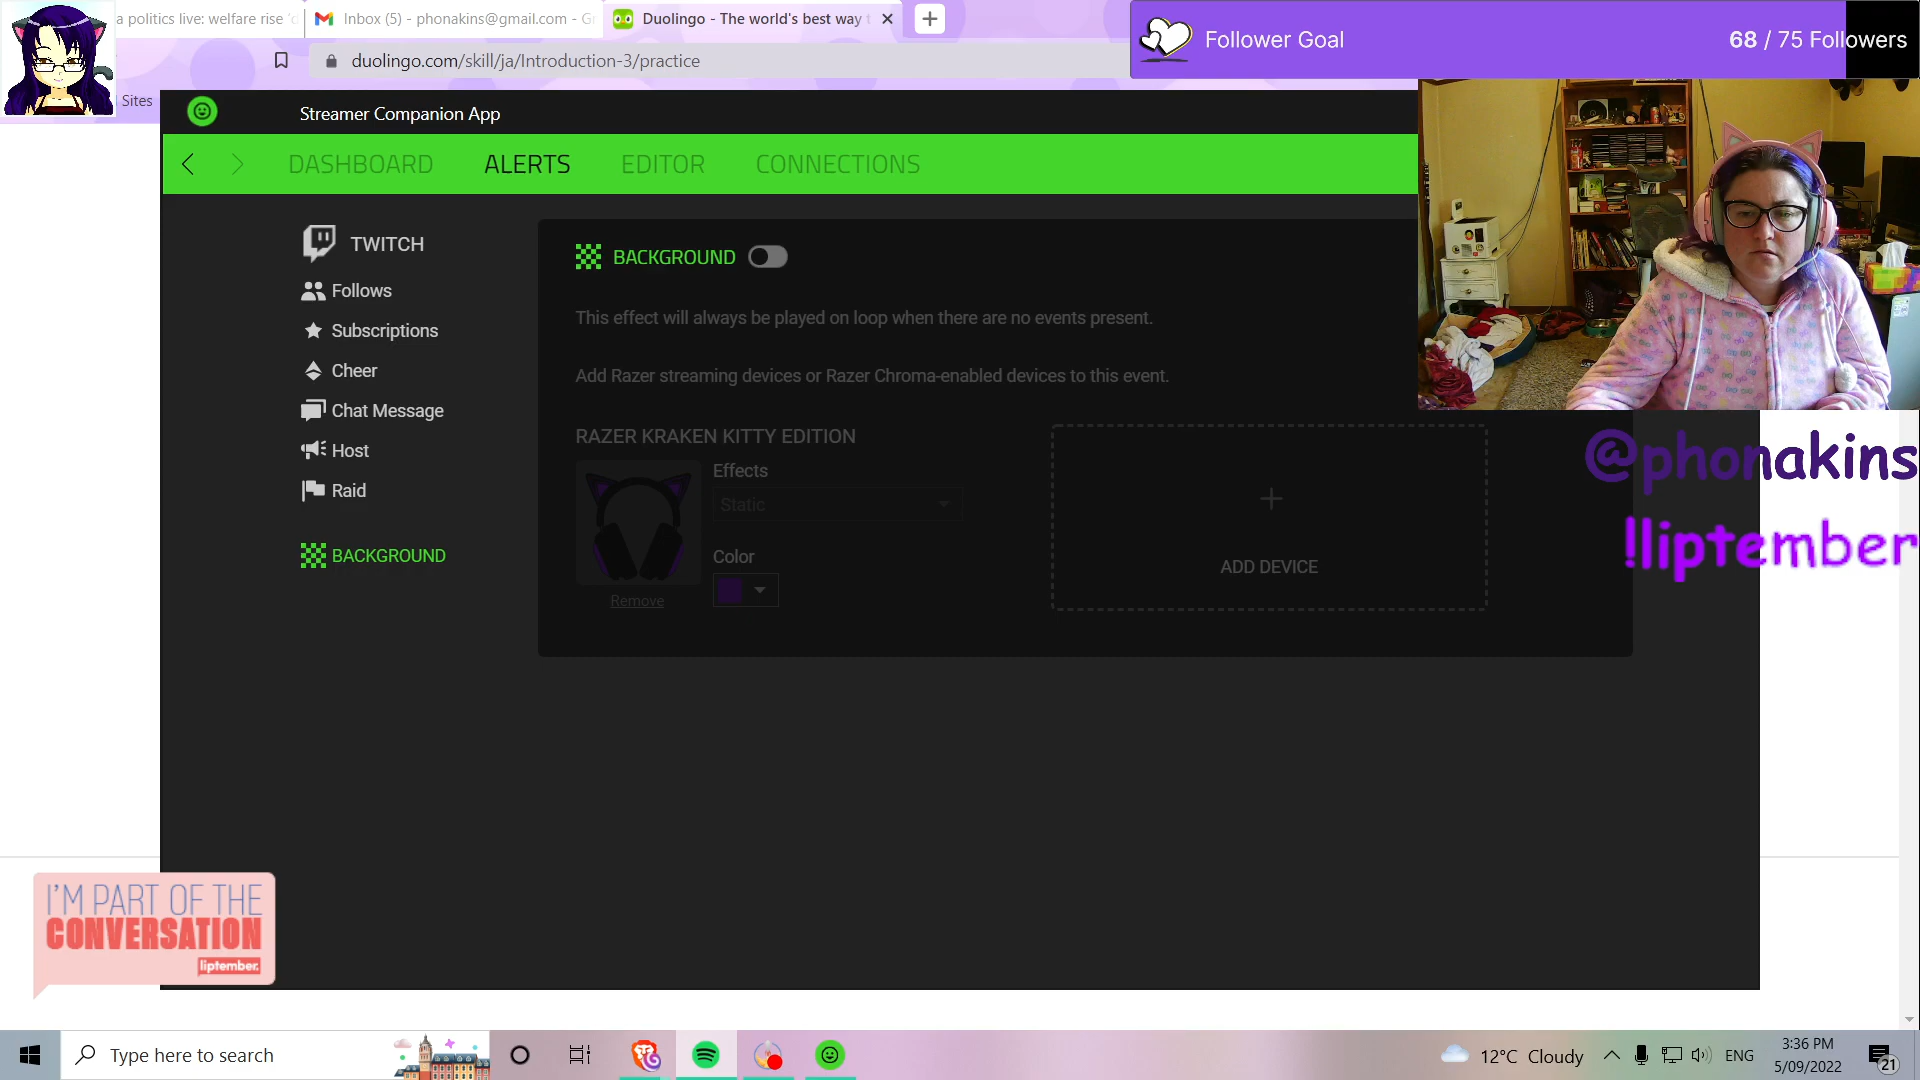 a politics live: welfare rise 'd
Inbox (5) - phonakins@gmail.com - G
Duolingo - The world's best way t
Follower Goal
68 / 75 Followers
duolingo.com/skill/ja/Introduction-3/practice
Sites
Streamer Companion App
DASHBOARD
ALERTS
EDITOR
CONNECTIONS
TWITCH
Follows
Subscriptions
Cheer
Chat Message
Host
Raid
BACKGROUND
BACKGROUND
This effect will always be played on loop when there are no events present.
Add Razer streaming devices or Razer Chroma-enabled devices to this event.
RAZER KRAKEN KITTY EDITION
Effects
Static
Color
Remove
ADD DEVICE
@phonakins
!liptember
I'M PART OF THE
CONVERSATION
liptember.
Type here to search
12°C Cloudy
ENG
3:36 PM
5/09/2022
21